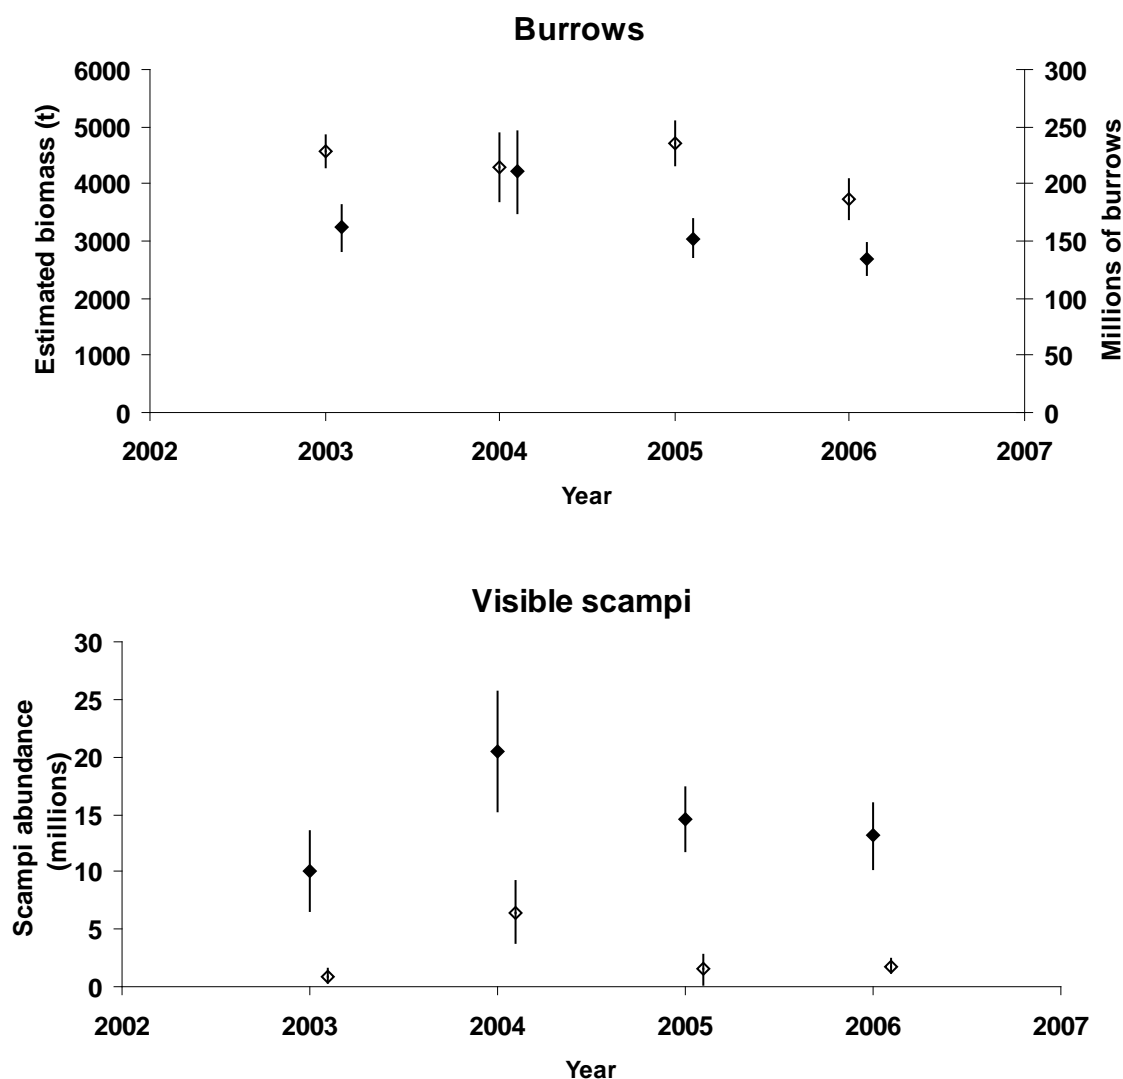 Burrows
6000
5000
4000
3000
2000
1000
0
Estimated biomass (t)
300
250
200
150
100
50
0
Millions of burrows
2002 2003 2004 2005 2006 2007
Year
Visible scampi
30
25
20
15
10
5
0
Scampi abundance
(millions)
2002 2003 2004 2005 2006 2007
Year